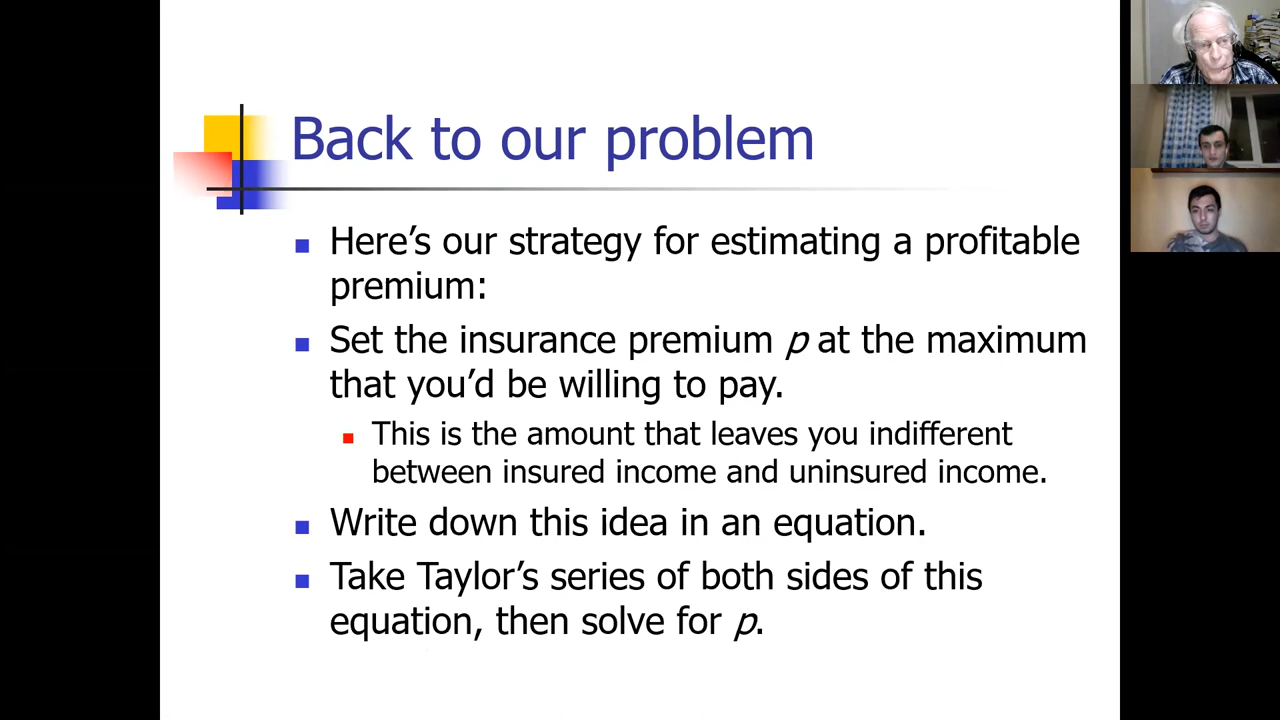 Back to our problem
Here’s our strategy for estimating a profitable
premium:
Set the insurance premium p at the maximum
that you’d be willing to pay.
This is the amount that leaves you indifferent
between insured income and uninsured income.
Write down this idea in an equation.
Take Taylor’s series of both sides of this
equation, then solve for p.